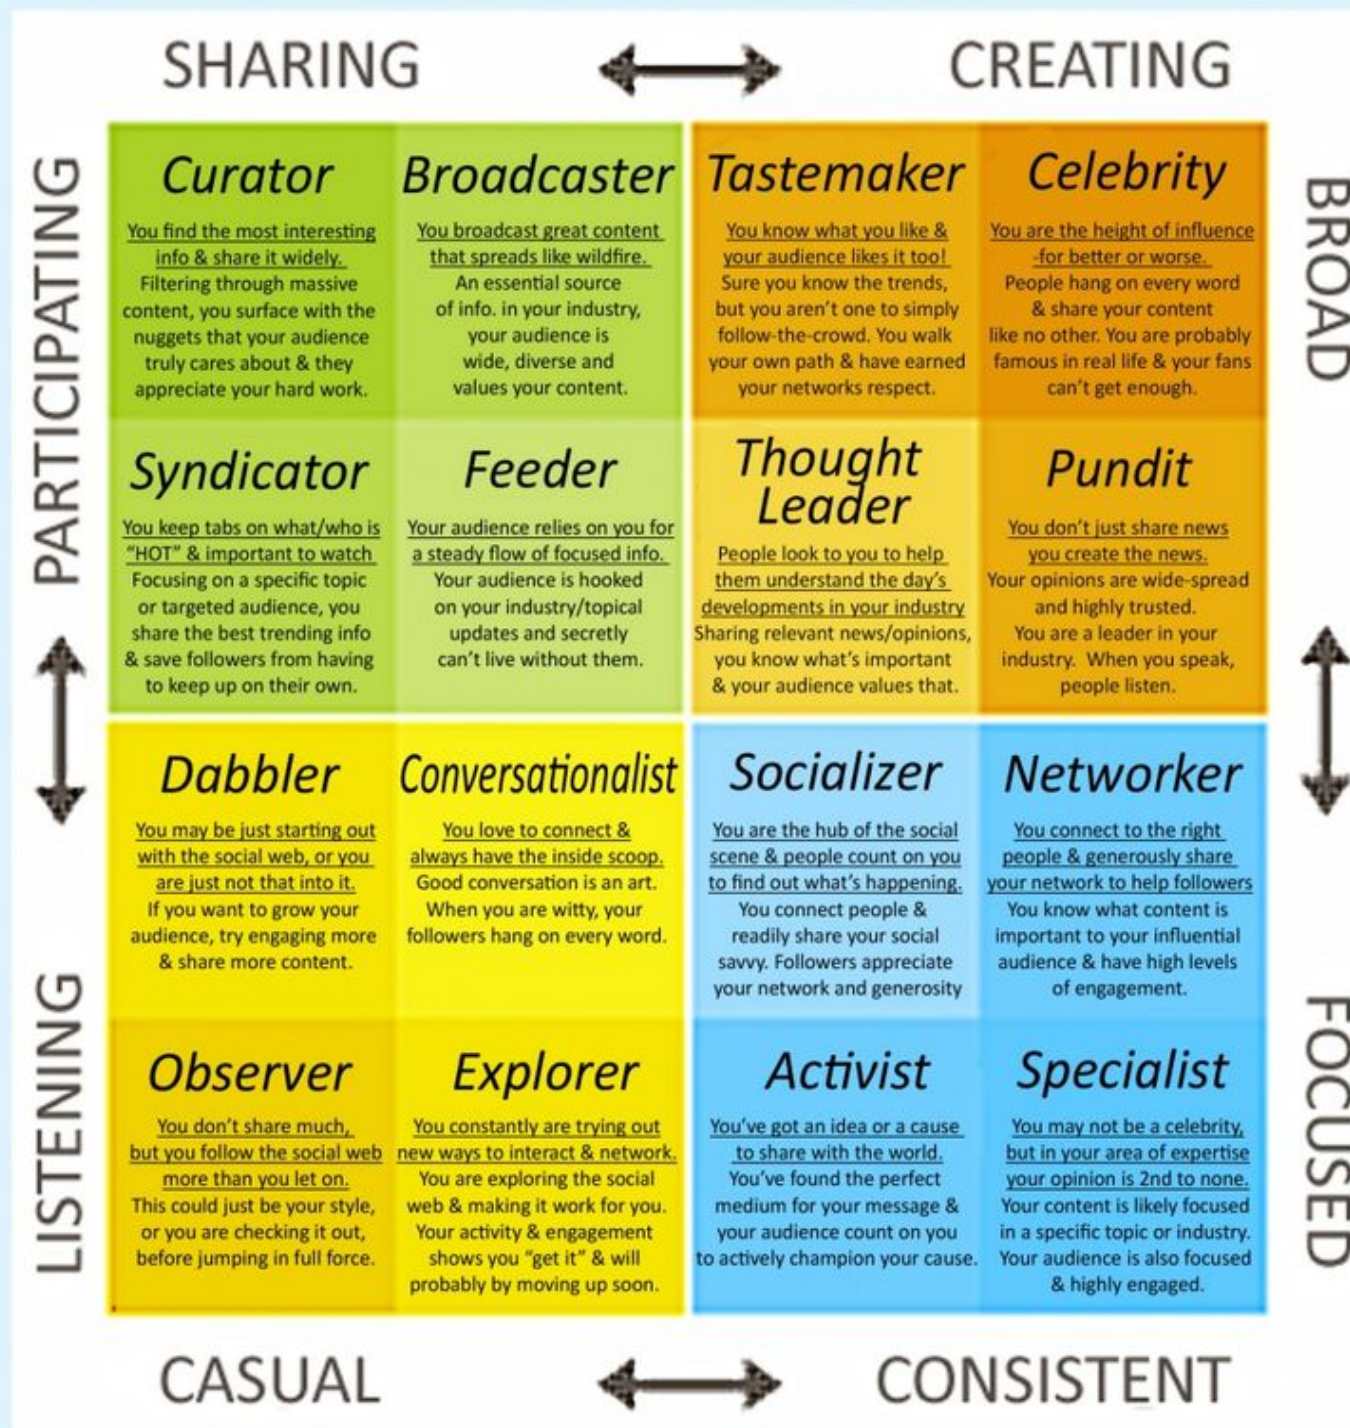 SHARING
CREATING
PARTICIPATING
LISTENING
BROAD
FOCUSED
Curator
You find the most interesting
info & share it widely.
Filtering through massive
content, you surface with the
nuggets that your audience
truly cares about & they
appreciate your hard work.
Broadcaster
You broadcast great content
that spreads like wildfire.
An essential source
of info. in your industry,
your audience is
wide, diverse and
values your content.
Tastemaker
You know what you like &
your audience likes it too!
Sure you know the trends,
but you aren't one to simply
follow-the-crowd. You walk
your own path & have earned
your networks respect.
Celebrity
You are the height of influence
-for better or worse.
People hang on every word
& share your content
like no other. You are probably
famous in real life & your fans
can't get enough.
Syndicator
You keep tabs on what/who is
"HOT" & important to watch
Focusing on a specific topic
or targeted audience, you
share the best trending info
& save followers from having
to keep up on their own.
Feeder
Your audience relies on you for
a steady flow of focused info.
Your audience is hooked
on your industry/topical
updates and secretly
can't live without them.
Thought
Leader
People look to you to help
them understand the day's
developments in your industry
Sharing relevant news/opinions,
you know what's important
& your audience values that.
Pundit
You don't just share news
you create the news.
Your opinions are wide-spread
and highly trusted.
You are a leader in your
industry. When you speak,
people listen.
Dabbler
You may be just starting out
with the social web, or you
are just not that into it.
If you want to grow your
audience, try engaging more
& share more content.
Conversationalist
You love to connect &
always have the inside scoop.
Good conversation is an art.
When you are witty, your
followers hang on every word.
Socializer
You are the hub of the social
scene & people count on you
to find out what's happening.
You connect people &
readily share your social
savvy. Followers appreciate
your network and generosity
Networker
You connect to the right
people & generously share
your network to help followers
You know what content is
important to your influential
audience & have high levels
of engagement.
Observer
You don't share much,
but you follow the social web
more than you let on.
This could just be your style,
or you are checking it out,
before jumping in full force.
Explorer
You constantly are trying out
new ways to interact & network.
You are exploring the social
web & making it work for you.
Your activity & engagement
shows you "get it" & will
probably by moving up soon.
Activist
You've got an idea or a cause
to share with the world.
You've found the perfect
medium for your message &
your audience count on you
to actively champion your cause.
Specialist
You may not be a celebrity,
but in your area of expertise
your opinion is 2nd to none.
Your content is likely focused
in a specific topic or industry.
Your audience is also focused
& highly engaged.
CASUAL
CONSISTENT